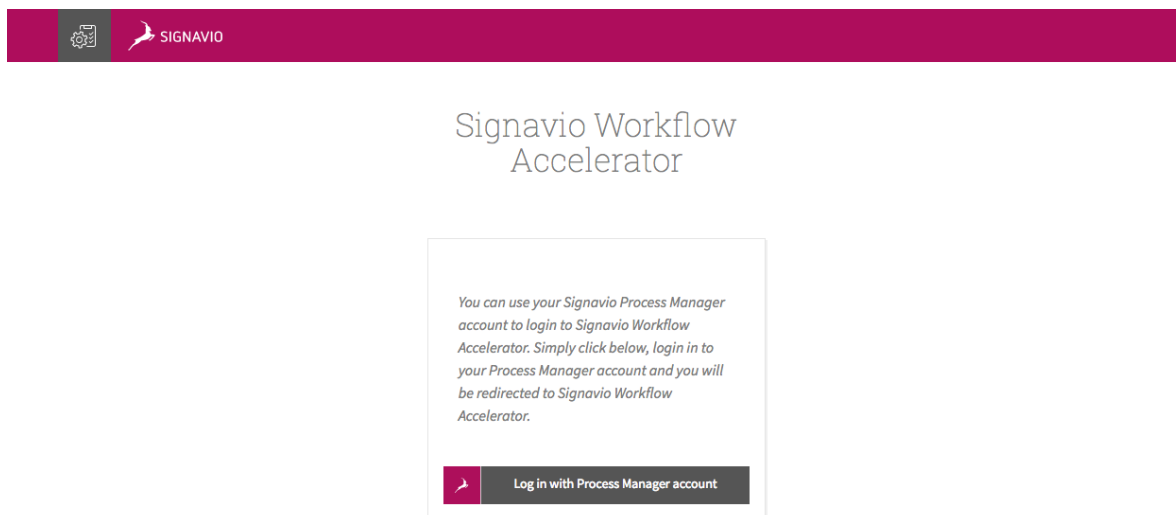 SIGNAVIO
Signavio Workflow
Accelerator
You can use your Signavio Process Manager
account to login to Signavio Workflow
Accelerator. Simply click below, login in to
your Process Manager account and you will
be redirected to Signavio Workflow
Accelerator.
Log in with Process Manager account